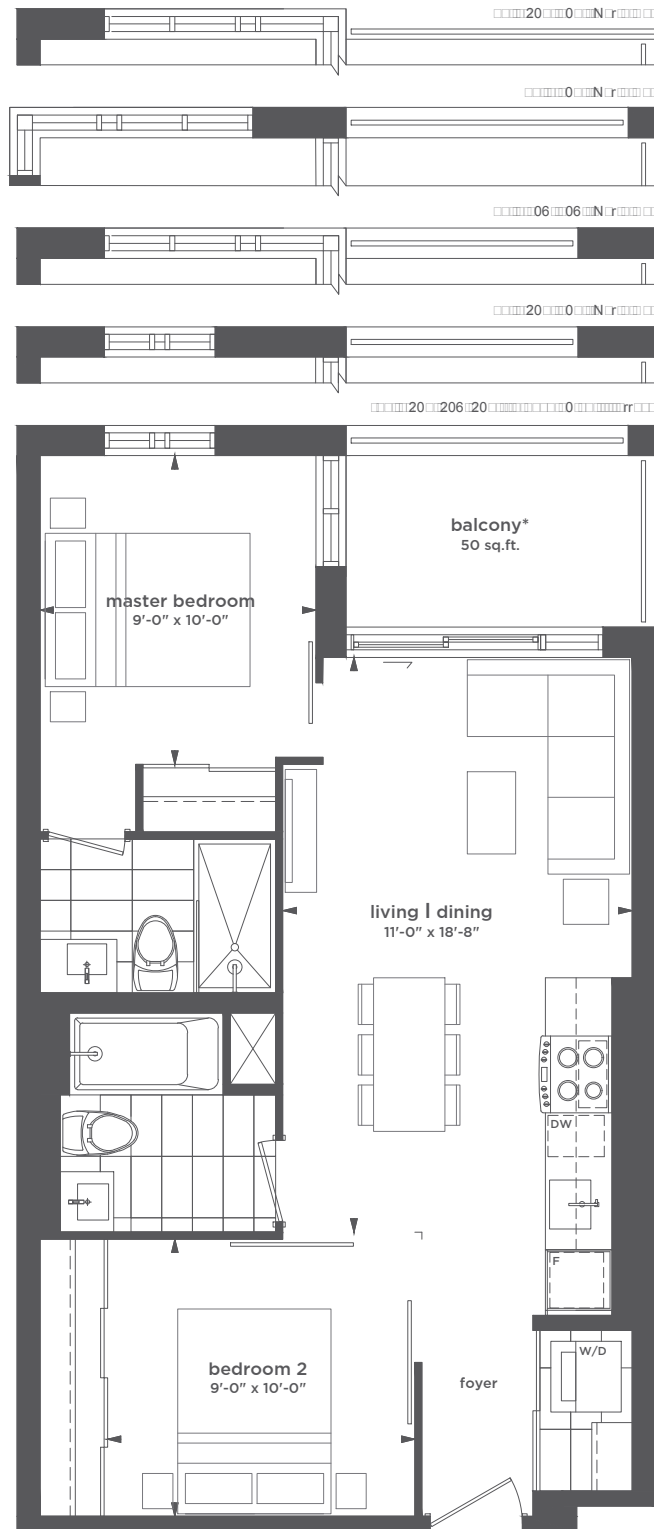 balcony*
50 sq.ft.
master bedroom
9'-0" x 10'-0"
living | dining
11'-0" x 18'-8"
DW
F
W/D
bedroom 2
9'-0" x 10'-0"
foyer